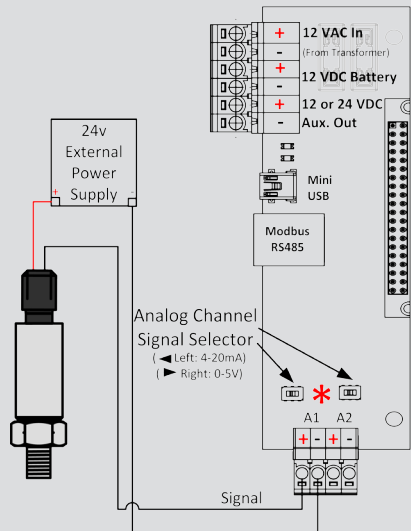 + 12 VAC In
- (From Transformer)
+ 12 VDC Battery
-
+ 12 or 24 VDC
- Aux. Out
24v
External
Power
Supply
+ -
Mini
USB
Modbus
RS485
Analog Channel
Signal Selector
( ◄ Left: 4-20mA)
( ► Right: 0-5V)
*
A1 A2
+ - + -
Signal